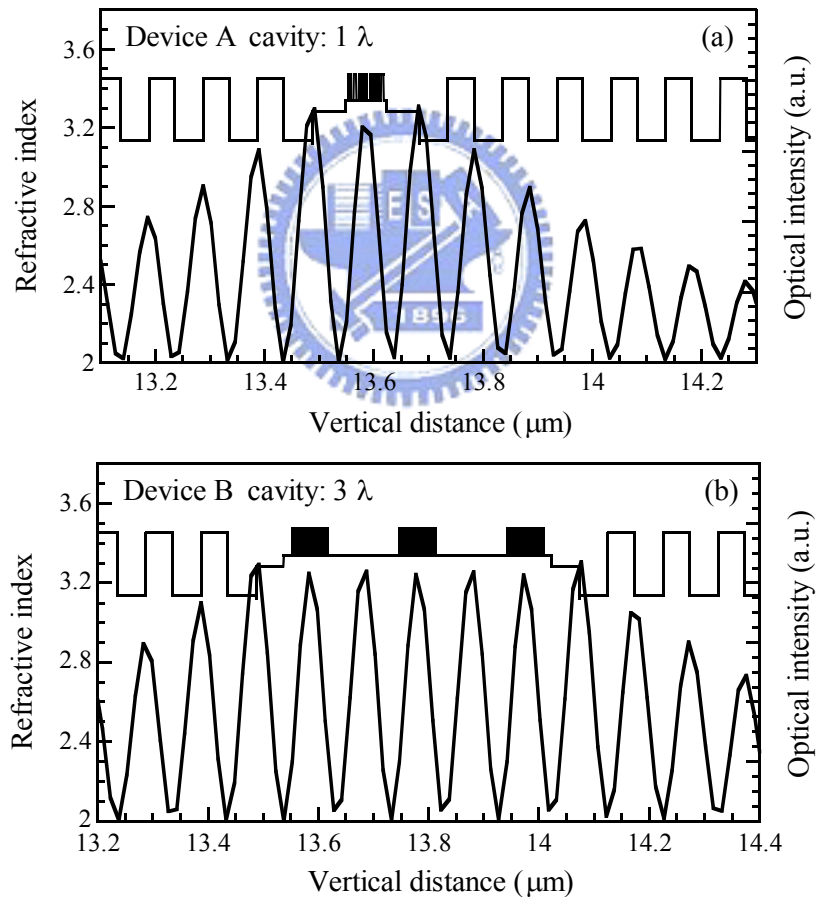 Device A cavity: 1 λ
(a)
3.6
3.2
2.8
2.4
2
Refractive index
Optical intensity (a.u.)
E S
1896
13.2 13.4 13.6 13.8 14 14.2
Vertical distance (μm)
Device B cavity: 3 λ
(b)
3.6
3.2
2.8
2.4
2
Refractive index
Optical intensity (a.u.)
13.2 13.4 13.6 13.8 14 14.2 14.4
Vertical distance (μm)